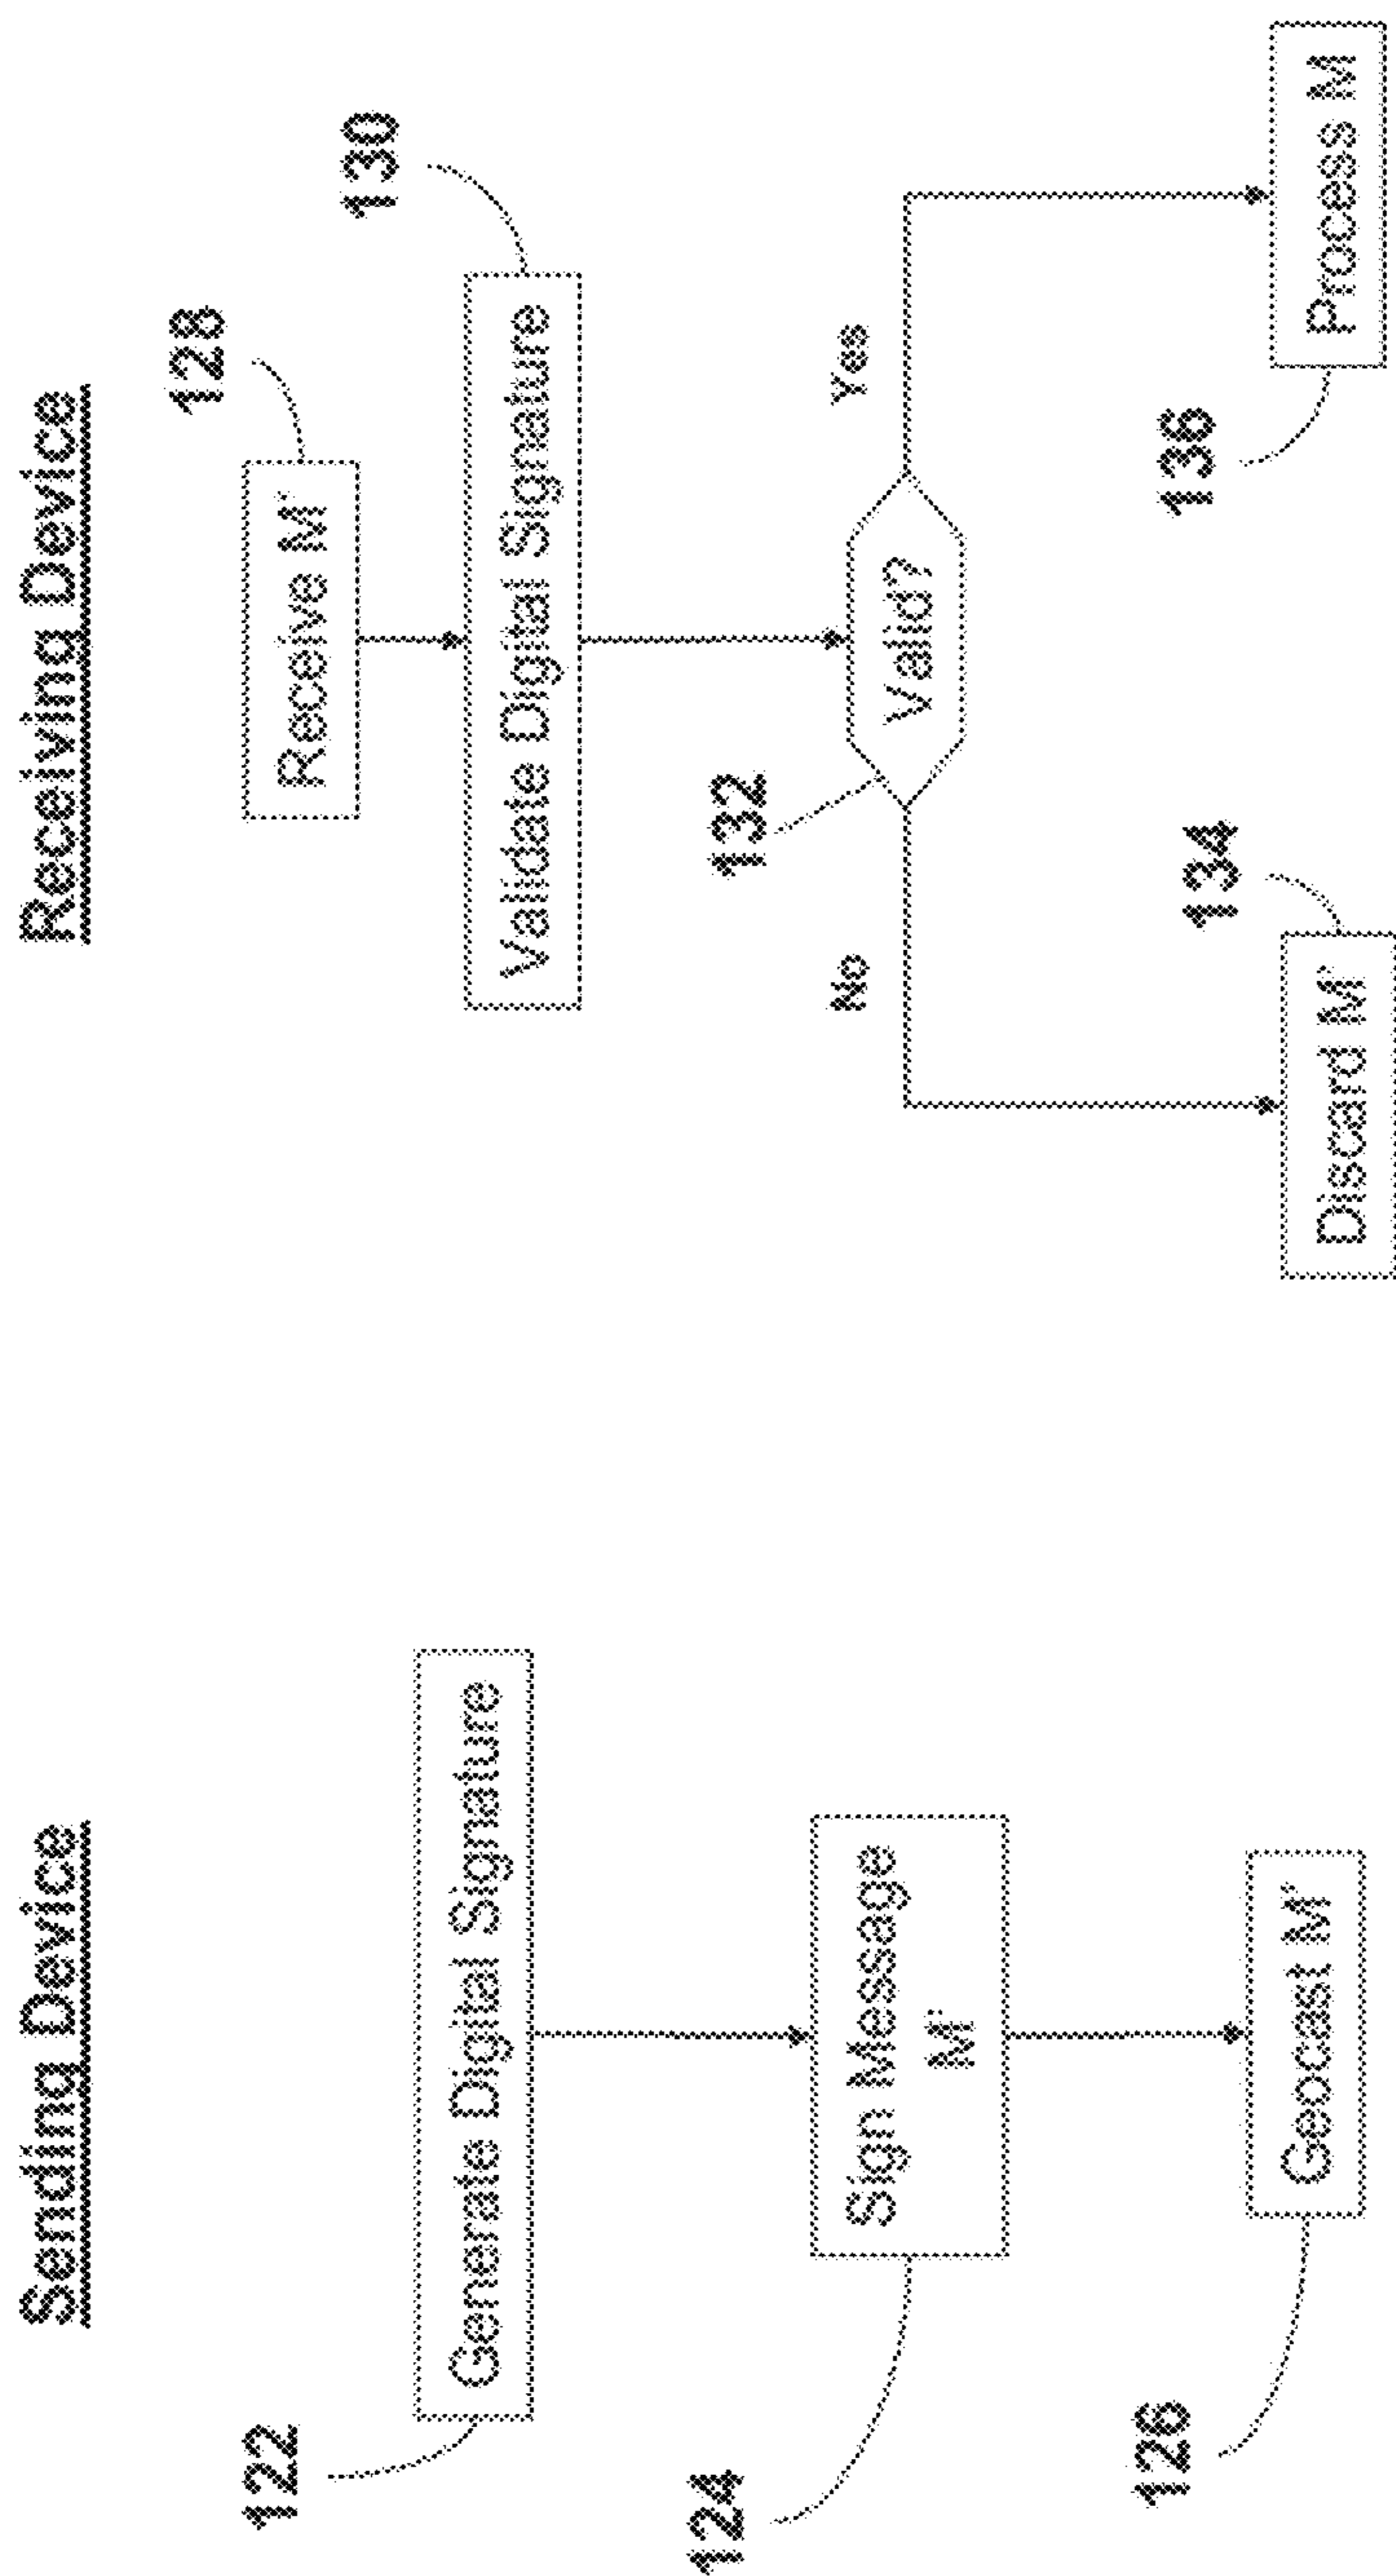 Sending Device
122
Generate Digital Signature
124
Sign Message
M'
126
Geocast M'
Receiving Device
128
Receive M'
130
Validate Digital Signature
132
Valid?
No
Yes
134
Discard M'
136
Process M